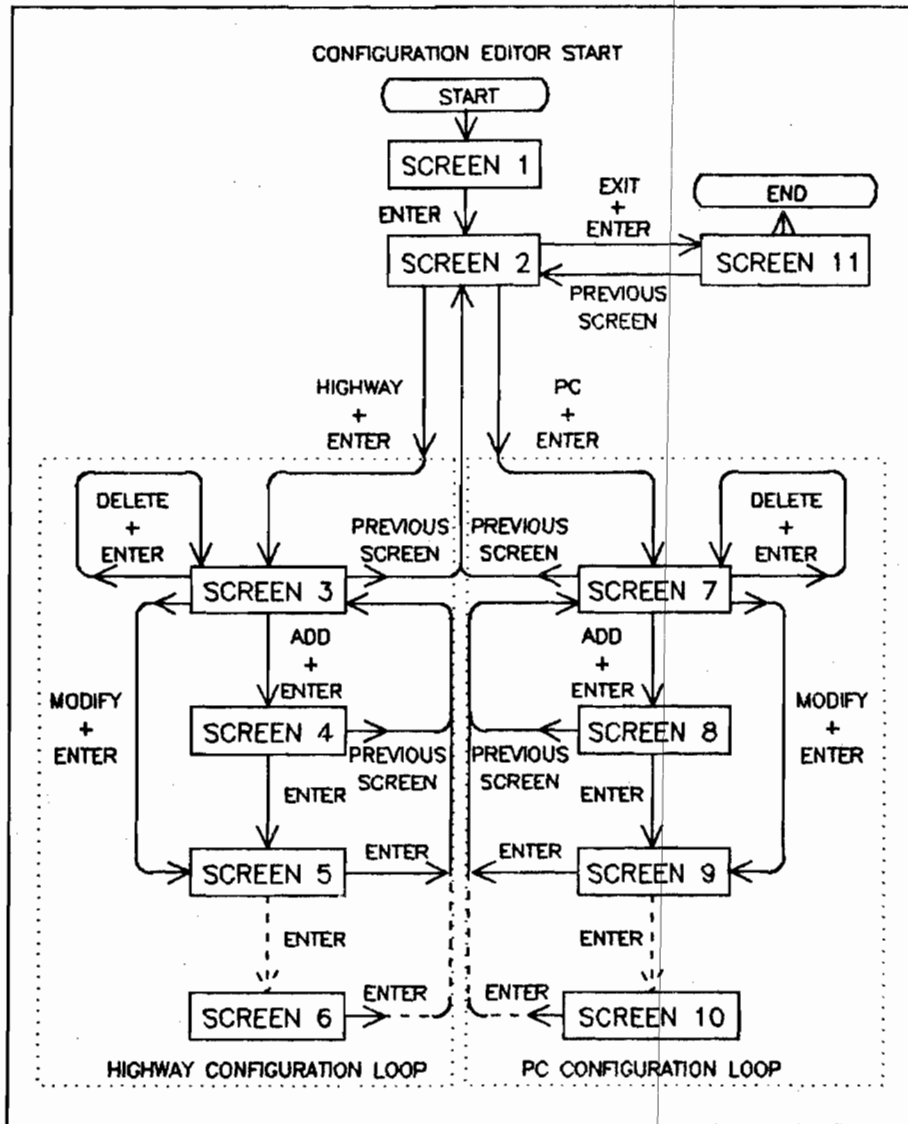 CONFIGURATION EDITOR START
START
SCREEN 1
ENTER
EXIT
+
ENTER
END
SCREEN 2
SCREEN 11
PREVIOUS
SCREEN
HIGHWAY
+
ENTER
PC
+
ENTER
DELETE
+
ENTER
PREVIOUS
SCREEN
PREVIOUS
SCREEN
DELETE
+
ENTER
SCREEN 3
SCREEN 7
ADD
+
ENTER
ADD
+
ENTER
MODIFY
+
ENTER
SCREEN 4
PREVIOUS
SCREEN
PREVIOUS
SCREEN
SCREEN 8
MODIFY
+
ENTER
ENTER
ENTER
SCREEN 5
ENTER
ENTER
SCREEN 9
ENTER
ENTER
SCREEN 6
ENTER
ENTER
SCREEN 10
HIGHWAY CONFIGURATION LOOP
PC CONFIGURATION LOOP